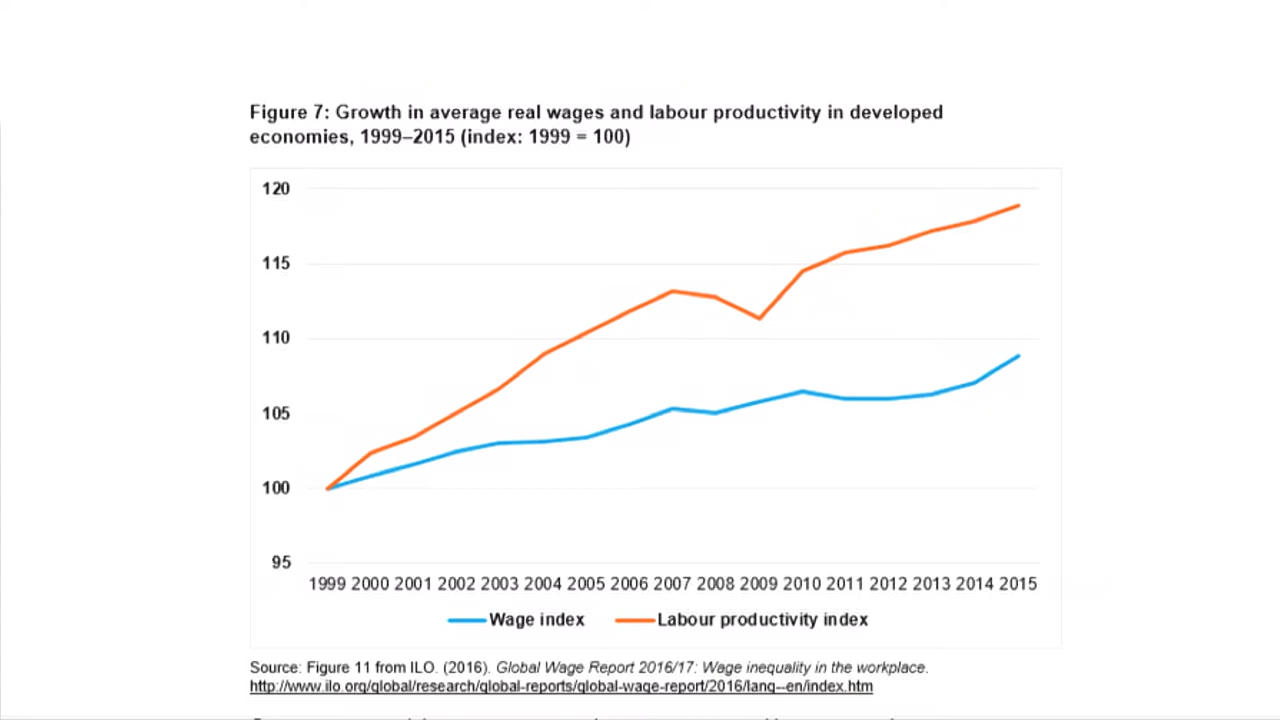 Figure 7: Growth in average real wages and labour productivity in developed
economies, 1999–2015 (index: 1999 = 100)
120
115
110
105
100
95
1999 2000 2001 2002 2003 2004 2005 2006 2007 2008 2009 2010 2011 2012 2013 2014 2015
Wage index Labour productivity index
Source: Figure 11 from ILO. (2016). Global Wage Report 2016/17: Wage inequality in the workplace.
http://www.ilo.org/global/research/global-reports/global-wage-report/2016/lang--en/index.htm